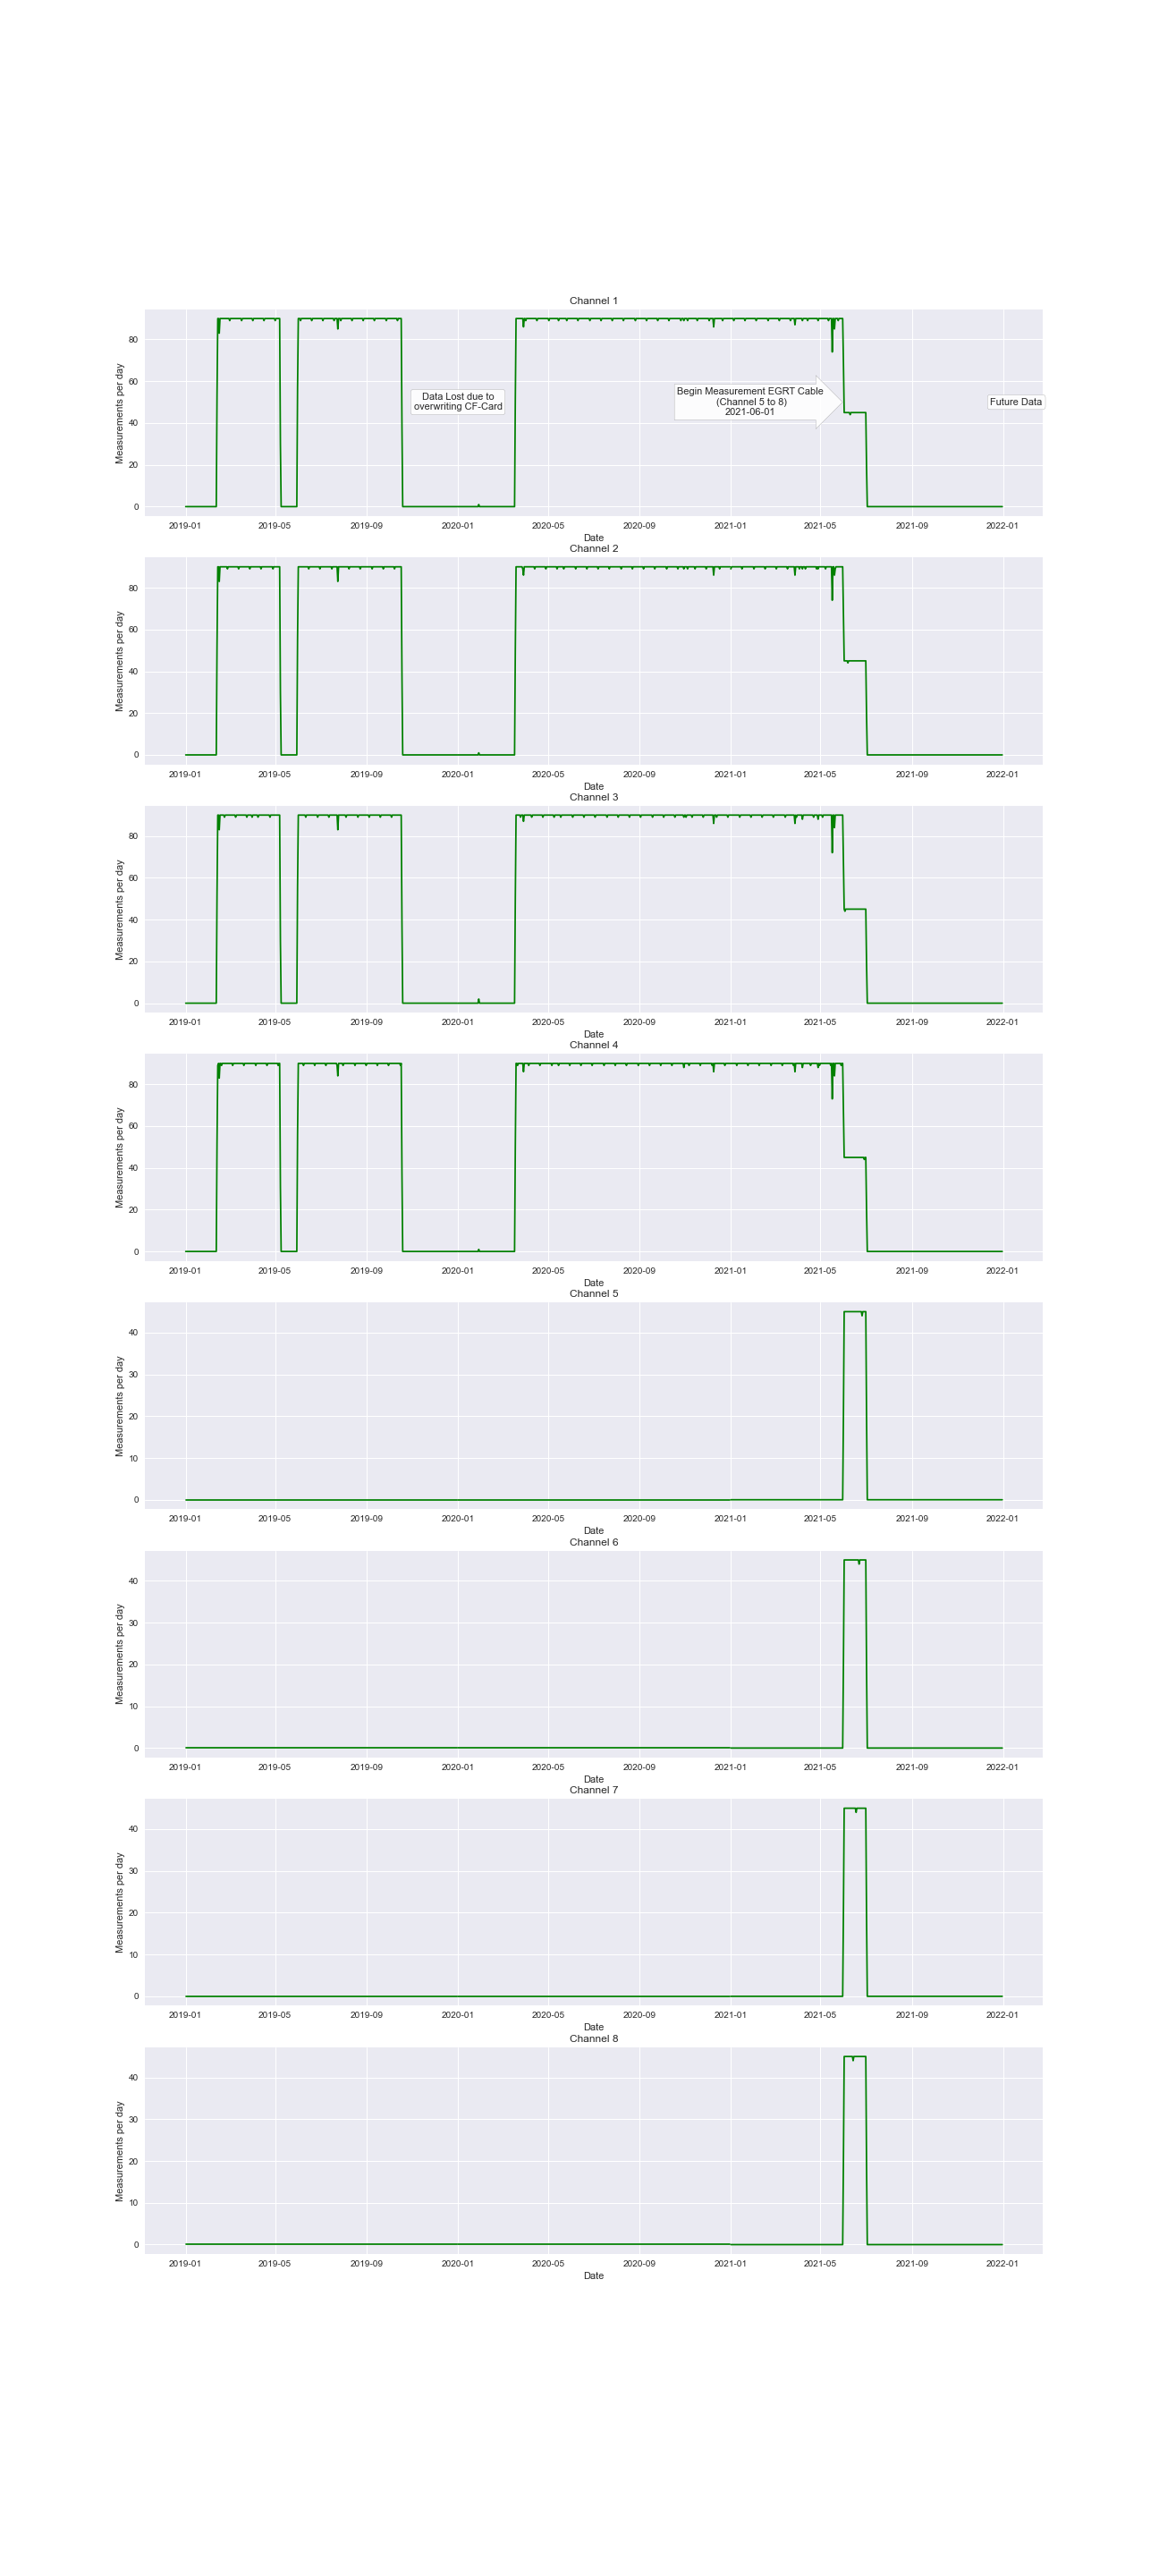 Channel 1
Measurements per day
80
60
40
20
0
Data Lost due to
overwriting CF-Card
Begin Measurement EGRT Cable
(Channel 5 to 8)
2021-06-01
Future Data
2019-01 2019-05 2019-09 2020-01 2020-05 2020-09 2021-01 2021-05 2021-09 2022-01
Date
Channel 2
Measurements per day
80
60
40
20
0
2019-01 2019-05 2019-09 2020-01 2020-05 2020-09 2021-01 2021-05 2021-09 2022-01
Date
Channel 3
Measurements per day
80
60
40
20
0
2019-01 2019-05 2019-09 2020-01 2020-05 2020-09 2021-01 2021-05 2021-09 2022-01
Date
Channel 4
Measurements per day
80
60
40
20
0
2019-01 2019-05 2019-09 2020-01 2020-05 2020-09 2021-01 2021-05 2021-09 2022-01
Date
Channel 5
Measurements per day
40
30
20
10
0
2019-01 2019-05 2019-09 2020-01 2020-05 2020-09 2021-01 2021-05 2021-09 2022-01
Date
Channel 6
Measurements per day
40
30
20
10
0
2019-01 2019-05 2019-09 2020-01 2020-05 2020-09 2021-01 2021-05 2021-09 2022-01
Date
Channel 7
Measurements per day
40
30
20
10
0
2019-01 2019-05 2019-09 2020-01 2020-05 2020-09 2021-01 2021-05 2021-09 2022-01
Date
Channel 8
Measurements per day
40
30
20
10
0
2019-01 2019-05 2019-09 2020-01 2020-05 2020-09 2021-01 2021-05 2021-09 2022-01
Date